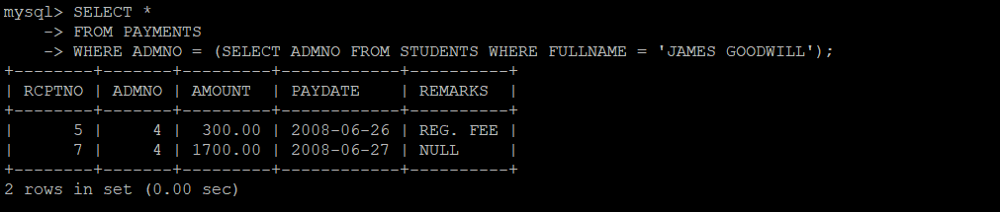 mysql> SELECT *
    -> FROM PAYMENTS
    -> WHERE ADMNO = (SELECT ADMNO FROM STUDENTS WHERE FULLNAME = 'JAMES GOODWILL');
+--------+-------+---------+------------+----------+
| RCPTNO | ADMNO | AMOUNT  | PAYDATE    | REMARKS  |
+--------+-------+---------+------------+----------+
|      5 |     4 |  300.00 | 2008-06-26 | REG. FEE |
|      7 |     4 | 1700.00 | 2008-06-27 | NULL     |
+--------+-------+---------+------------+----------+
2 rows in set (0.00 sec)